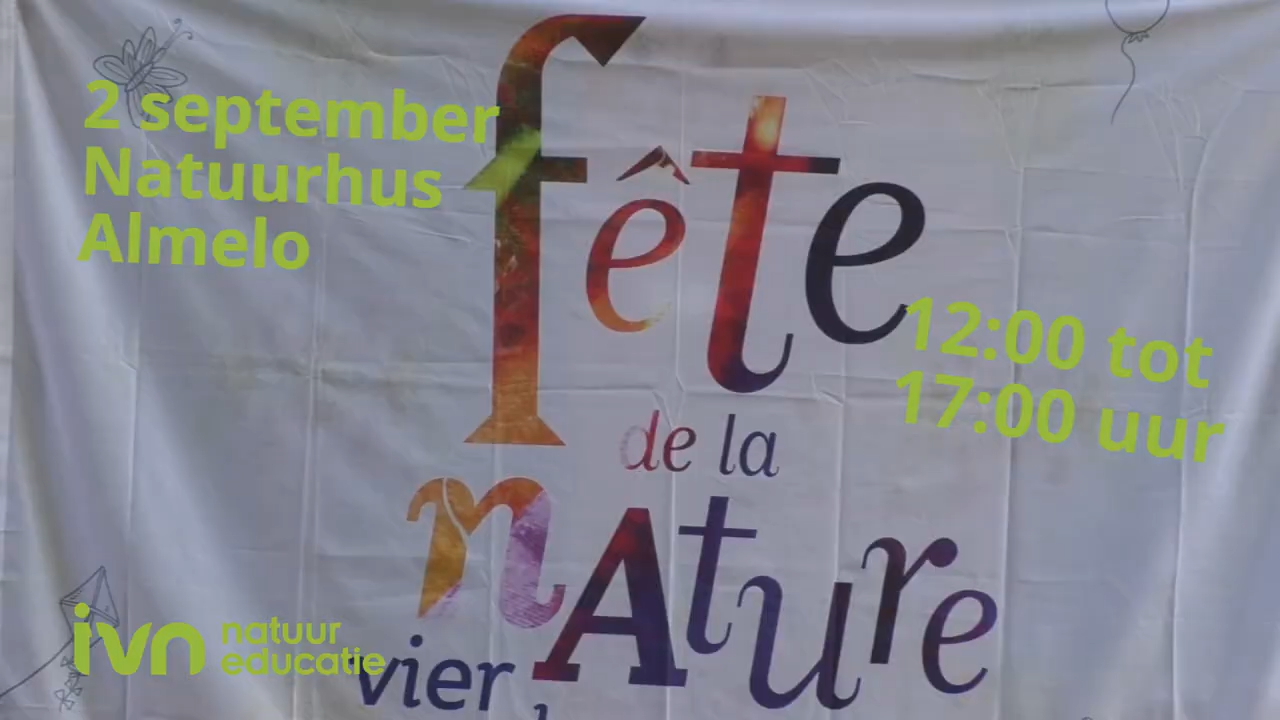 2 september
Natuurhus
Almelo
fête
12:00 tot
17:00 uur
de la
nAture
ivn natuur
educatie
vier